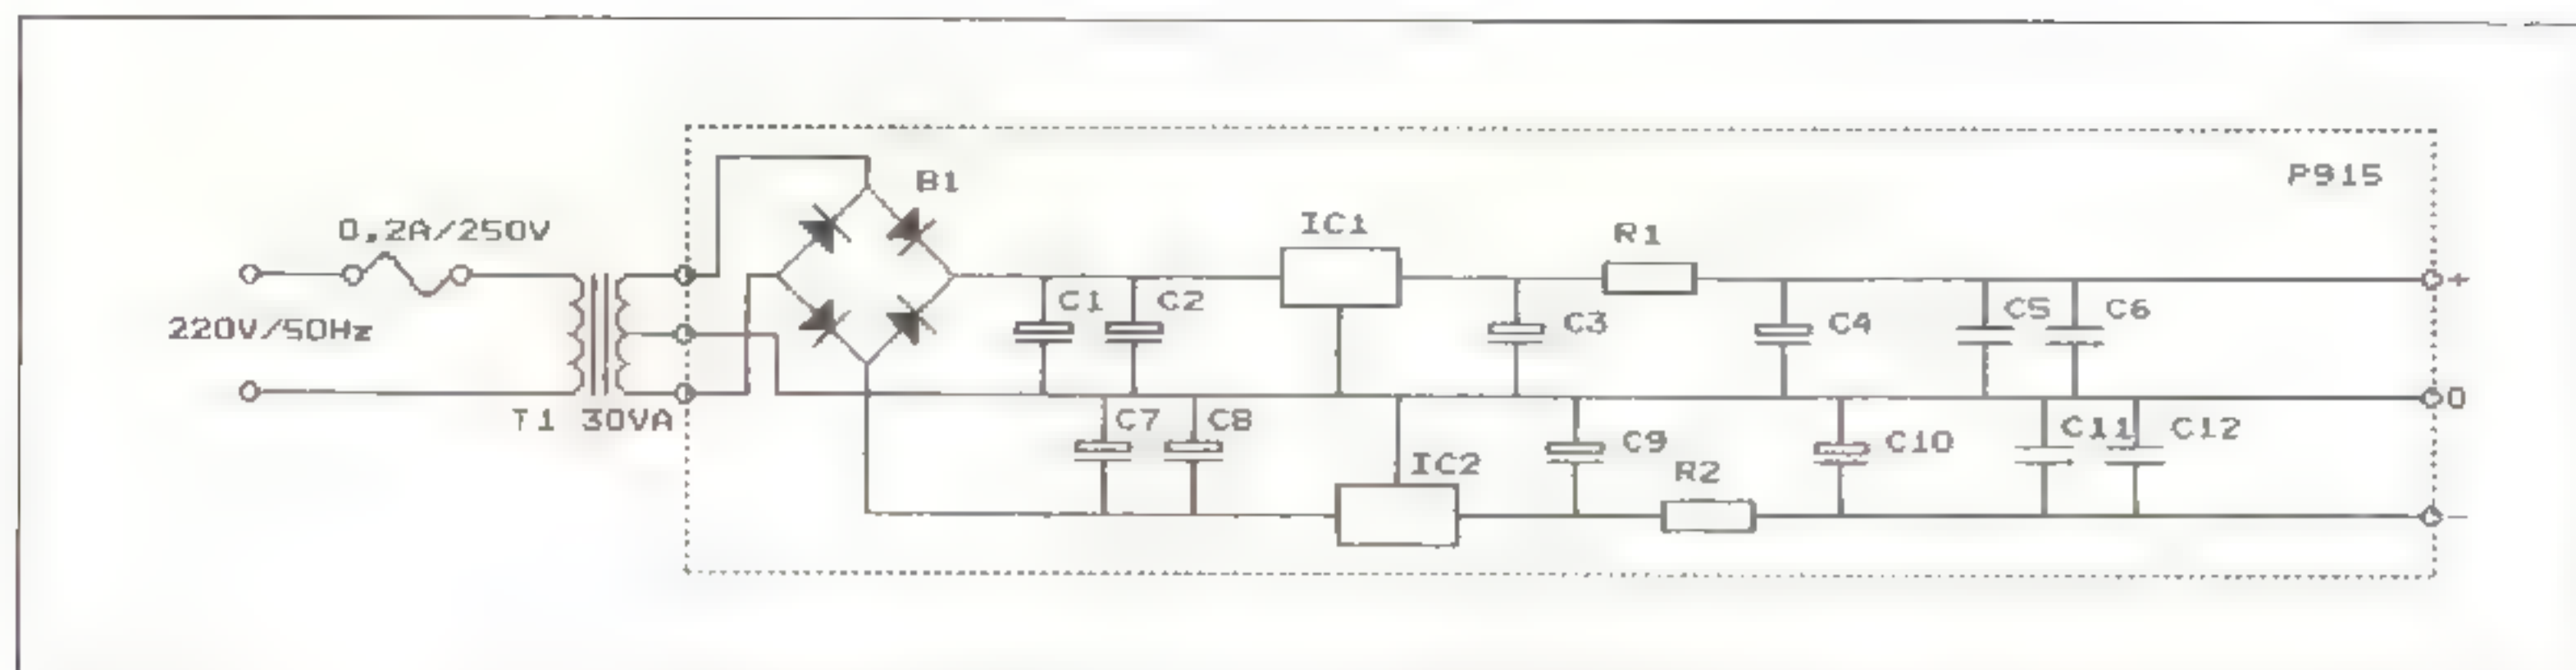 P915
B1
IC1
0,2A/250V
R1
+
C1
C2
C3
C4
C5
C6
220V/50Hz
0
T1 30VA
C7
C8
C9
C10
C11
C12
IC2
R2
-